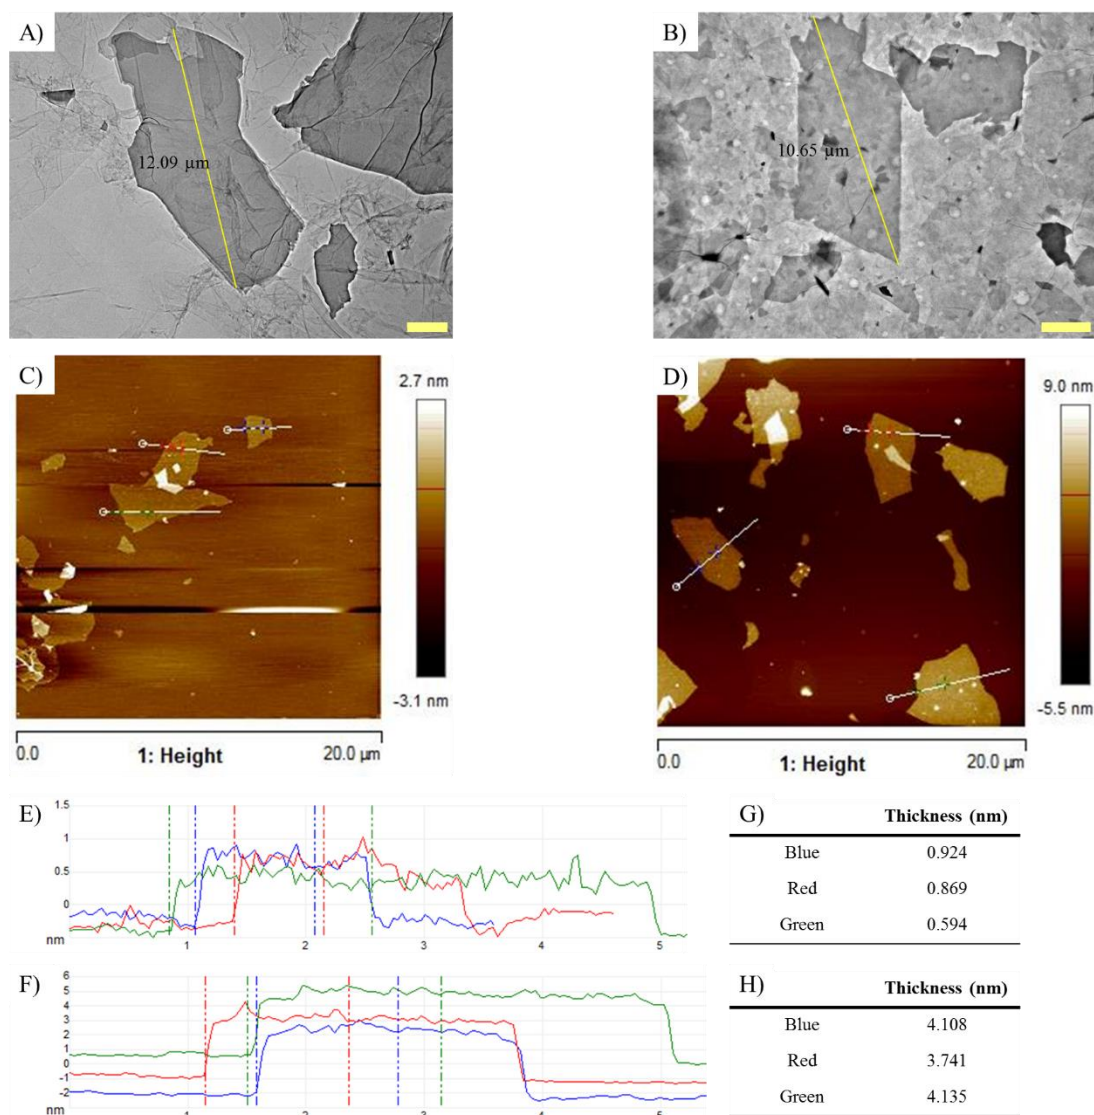 A)
12.09 µm
B)
10.65 µm
C)
2.7 nm
-3.1 nm
0.0
20.0 µm
1: Height
D)
9.0 nm
-5.5 nm
0.0
20.0 µm
1: Height
E)
1.5
1
0.5
0
nm
1
2
3
4
5
G)
Thickness (nm)
Blue 0.924
Red 0.869
Green 0.594
F)
6
5
4
3
2
1
0
-1
-2
nm
1
2
3
4
5
H)
Thickness (nm)
Blue 4.108
Red 3.741
Green 4.135